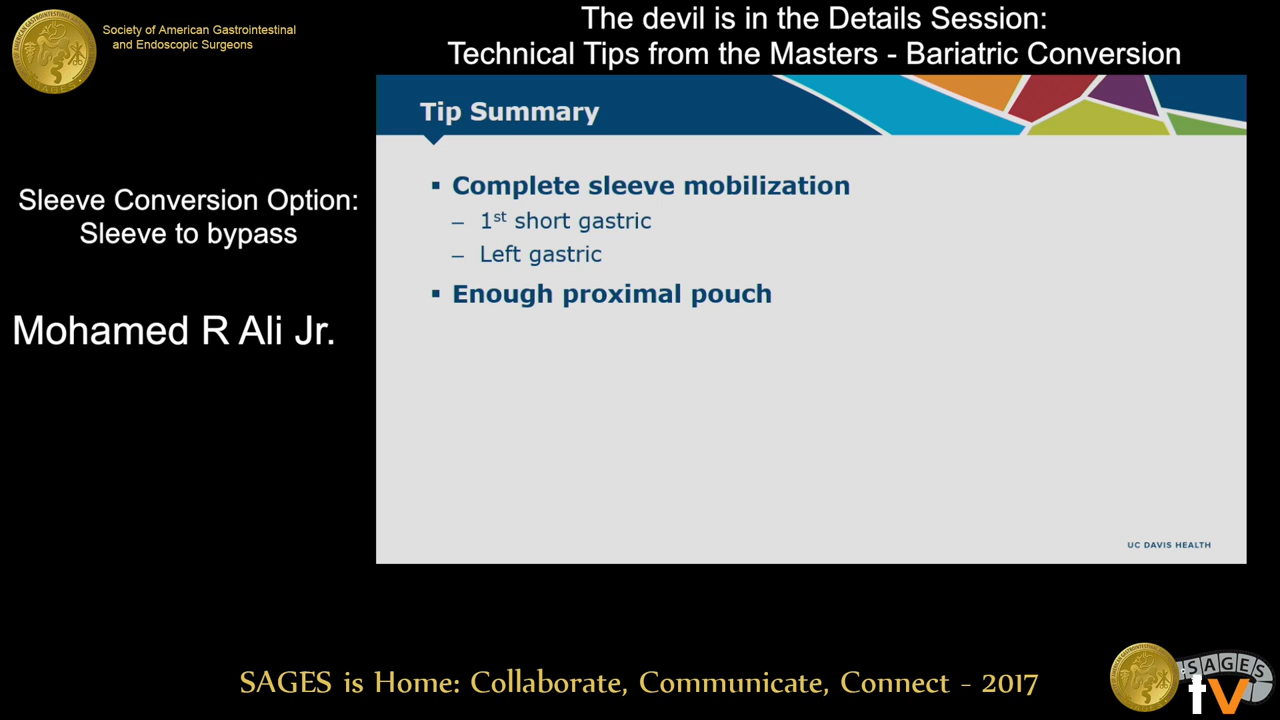 Society of American Gastrointestinal
and Endoscopic Surgeons
The devil is in the Details Session:
Technical Tips from the Masters - Bariatric Conversion
Sleeve Conversion Option:
Sleeve to bypass
Mohamed R Ali Jr.
Tip Summary
▪ Complete sleeve mobilization
– 1st short gastric
– Left gastric
▪ Enough proximal pouch
UC DAVIS HEALTH
SAGES is Home: Collaborate, Communicate, Connect - 2017
SAGES
tv